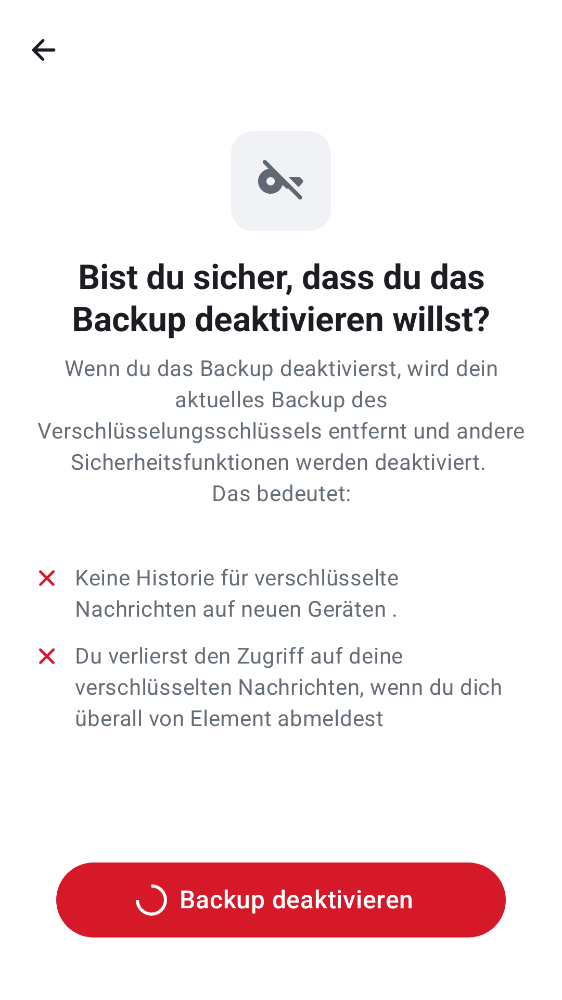 Bist du sicher, dass du das
Backup deaktivieren willst?
Wenn du das Backup deaktivierst, wird dein
aktuelles Backup des
Verschlüsselungsschlüssels entfernt und andere
Sicherheitsfunktionen werden deaktiviert.
Das bedeutet:
Keine Historie für verschlüsselte
Nachrichten auf neuen Geräten .
Du verlierst den Zugriff auf deine
verschlüsselten Nachrichten, wenn du dich
überall von Element abmeldest
Backup deaktivieren